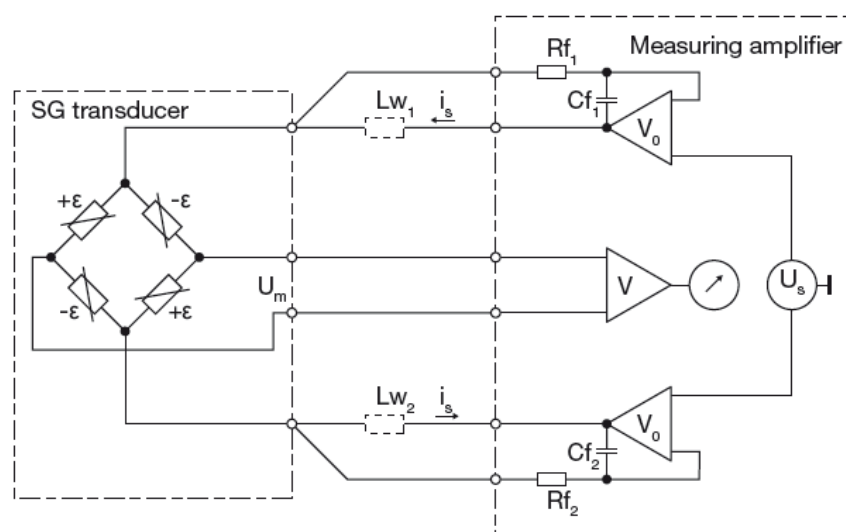 Measuring amplifier
Rf₁
SG transducer
Lw₁
iₛ
Cf₁
V₀
+ε
-ε
Uₘ
V
Uₛ
-ε
+ε
Lw₂
iₛ
V₀
Cf₂
Rf₂